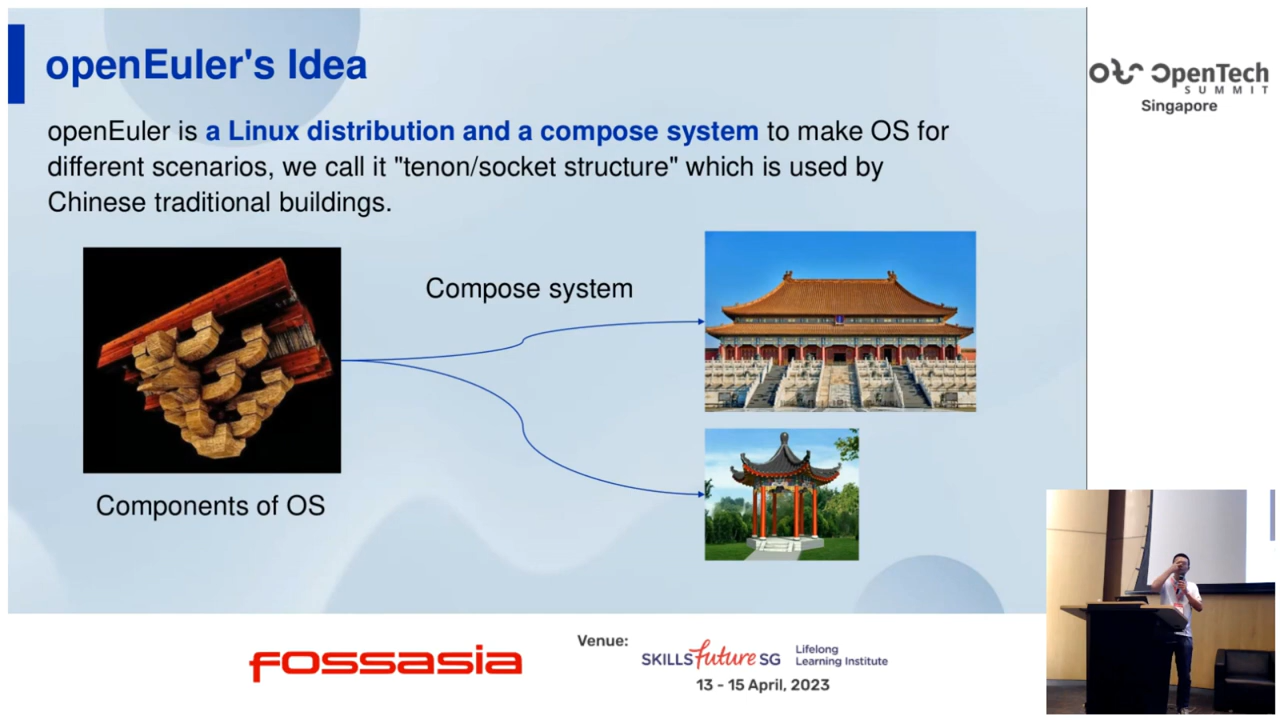 openEuler's Idea
openEuler is a Linux distribution and a compose system to make OS for
different scenarios, we call it "tenon/socket structure" which is used by
Chinese traditional buildings.
Compose system
Components of OS
OpenTech
SUMMIT
Singapore
fossasia
Venue:
SKILLSfuture SG
Lifelong
Learning Institute
13 - 15 April, 2023